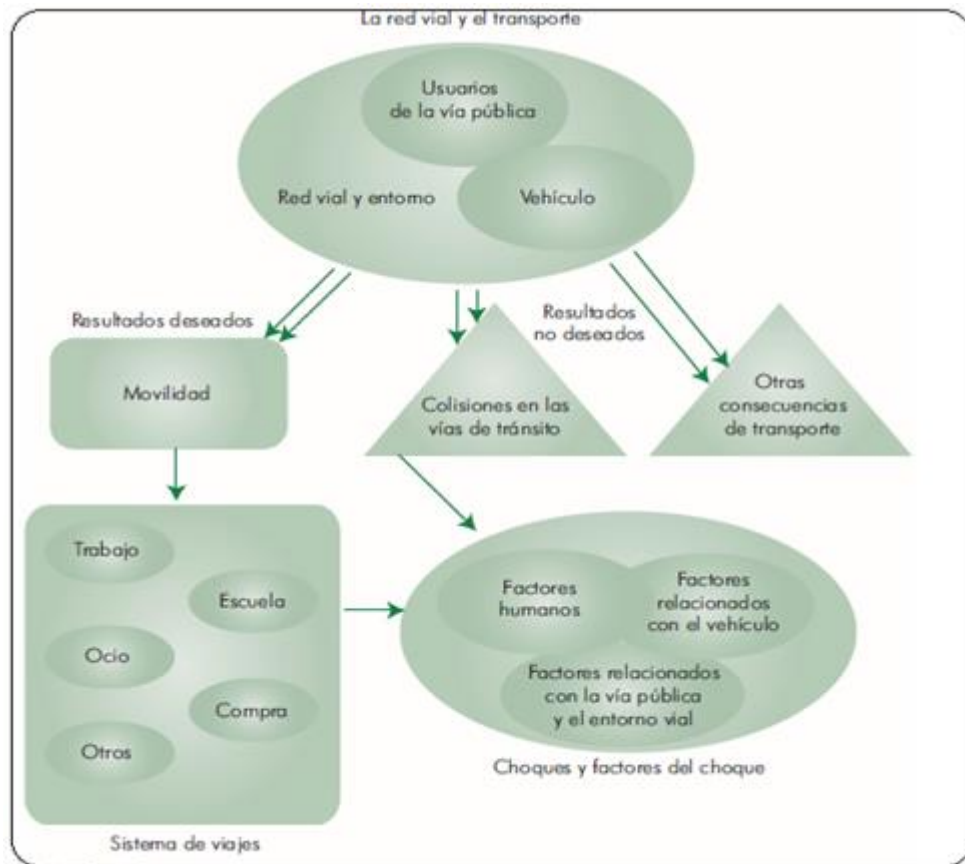 La red vial y el transporte
Usuarios
de la vía pública
Red vial y entorno
Vehículo
Resultados deseados
Resultados
no deseados
Movilidad
Colisiones en las
vías de tránsito
Otras
consecuencias
de transporte
Trabajo
Escuela
Ocio
Compra
Otros
Sistema de viajes
Factores
humanos
Factores
relacionados
con el vehículo
Factores relacionados
con la vía pública
y el entorno vial
Choques y factores del choque